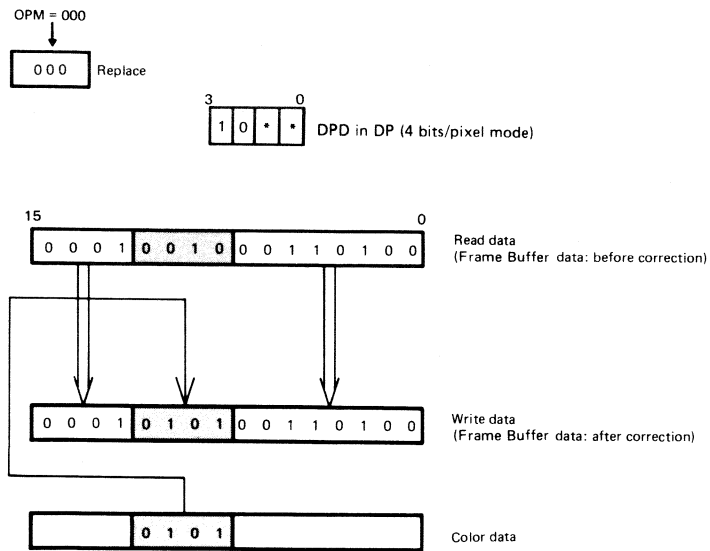 OPM = 000
0 0 0 Replace
3 0
1 0 * * DPD in DP (4 bits/pixel mode)
15 0
0 0 0 1 0 0 1 0 0 0 1 1 0 1 0 0 Read data
(Frame Buffer data: before correction)
0 0 0 1 0 1 0 1 0 0 1 1 0 1 0 0 Write data
(Frame Buffer data: after correction)
0 1 0 1 Color data